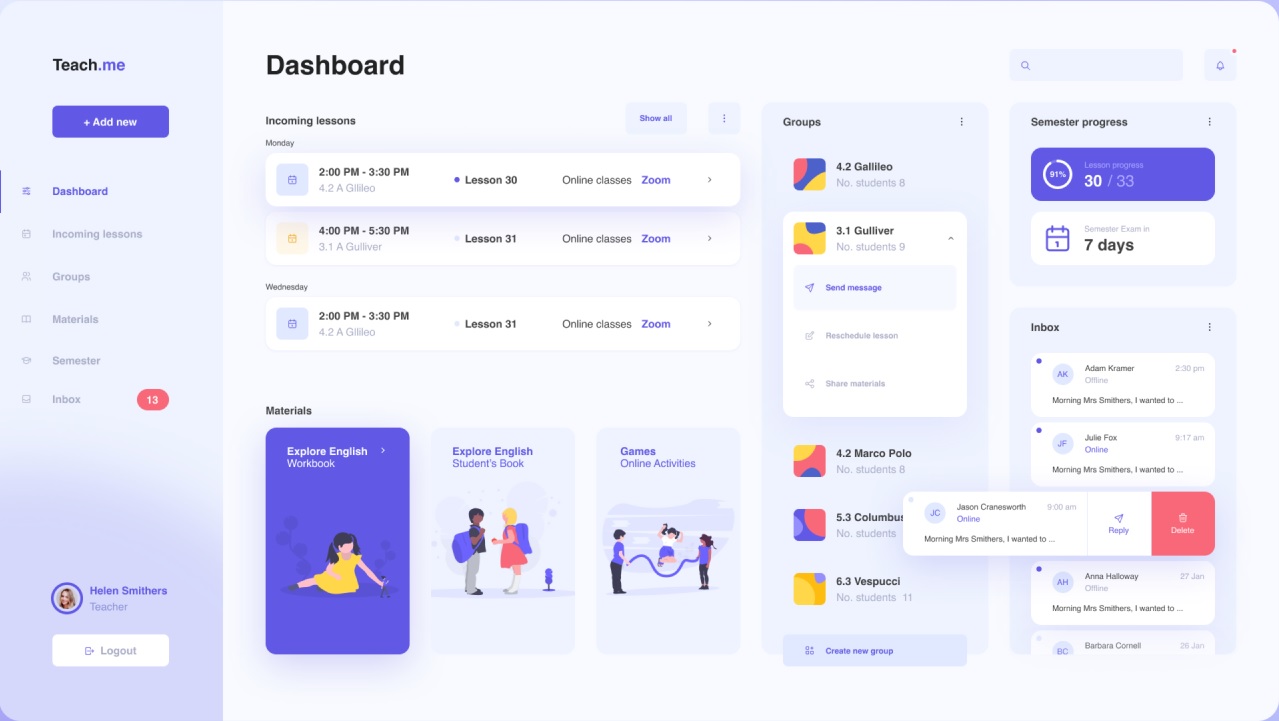 Teach.me
+ Add new
Dashboard
Incoming lessons
Groups
Materials
Semester
Inbox 13
Helen Smithers
Teacher
Logout
Dashboard
Incoming lessons
Show all
Monday
2:00 PM - 3:30 PM
4.2 A Glileo
Lesson 30
Online classes Zoom
4:00 PM - 5:30 PM
3.1 A Gulliver
Lesson 31
Online classes Zoom
Wednesday
2:00 PM - 3:30 PM
4.2 A Glileo
Lesson 31
Online classes Zoom
Materials
Explore English
Workbook
Explore English
Student's Book
Games
Online Activities
Groups
4.2 Gallileo
No. students 8
3.1 Gulliver
No. students 9
Send message
Reschedule lesson
Share materials
4.2 Marco Polo
No. students 8
5.3 Columbus
No. students
6.3 Vespucci
No. students 11
Create new group
Semester progress
91%
Lesson progress
30 / 33
1
Semester Exam in
7 days
Inbox
AK
Adam Kramer 2:30 pm
Offline
Morning Mrs Smithers, I wanted to ...
JF
Julie Fox 9:17 am
Online
Morning Mrs Smithers, I wanted to ...
JC
Jason Cranesworth 9:00 am
Online
Morning Mrs Smithers, I wanted to ...
Reply
Delete
AH
Anna Halloway 27 Jan
Offline
Morning Mrs Smithers, I wanted to ...
BC
Barbara Cornell 26 Jan